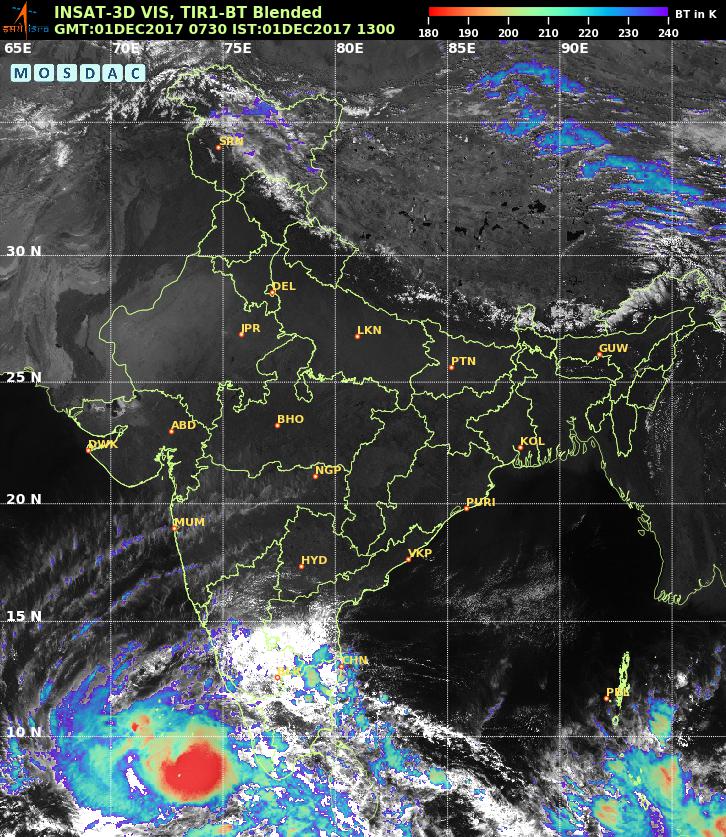 INSAT-3D VIS, TIR1-BT Blended
GMT:01DEC2017 0730 IST:01DEC2017 1300
BT in K
180 190 200 210 220 230 240
65E 70E 75E 80E 85E 90E
MOSDAC
SRN
30 N
DEL
JPR
LKN
GUW
PTN
25 N
ABD
BHO
DWK
KOL
NGP
20 N
PURI
MUM
VKP
HYD
15 N
CHN
10 N